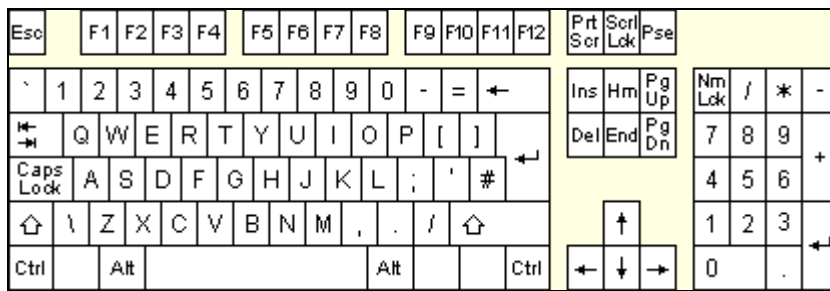 Esc F1 F2 F3 F4 F5 F6 F7 F8 F9 F10 F11 F12 Prt Scr Scrl Lck Pse
` 1 2 3 4 5 6 7 8 9 0 - = ← Ins Hm Pg Up Nm Lck / * -
Q W E R T Y U I O P [ ] Del End Pg Dn 7 8 9 +
Caps Lock A S D F G H J K L ; ' # 4 5 6
\ Z X C V B N M , . / ↑ 1 2 3
Ctrl Alt Alt Ctrl ← ↓ → 0 .